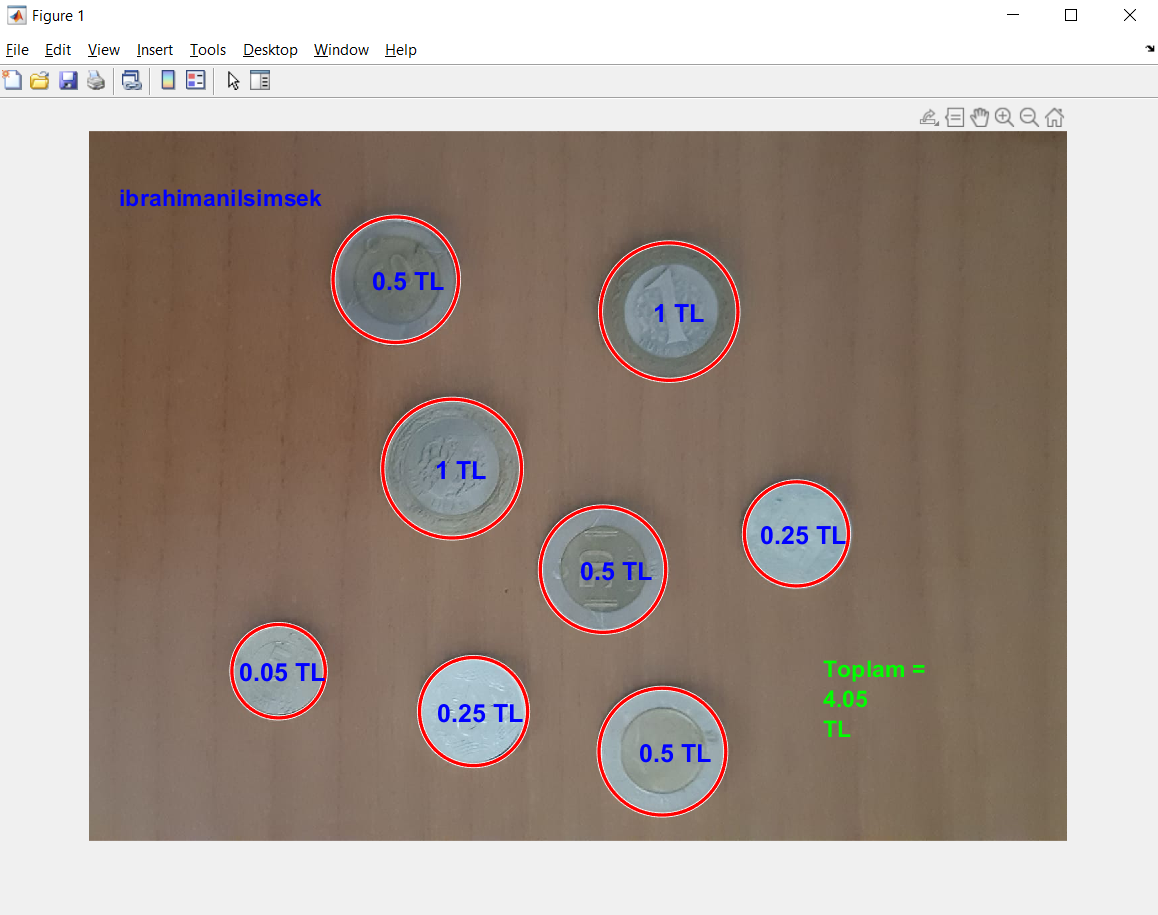 Figure 1
File Edit View Insert Tools Desktop Window Help
ibrahimanilsimsek
0.5 TL
1 TL
1 TL
0.25 TL
0.5 TL
0.05 TL
0.25 TL
0.5 TL
Toplam =
4.05
TL